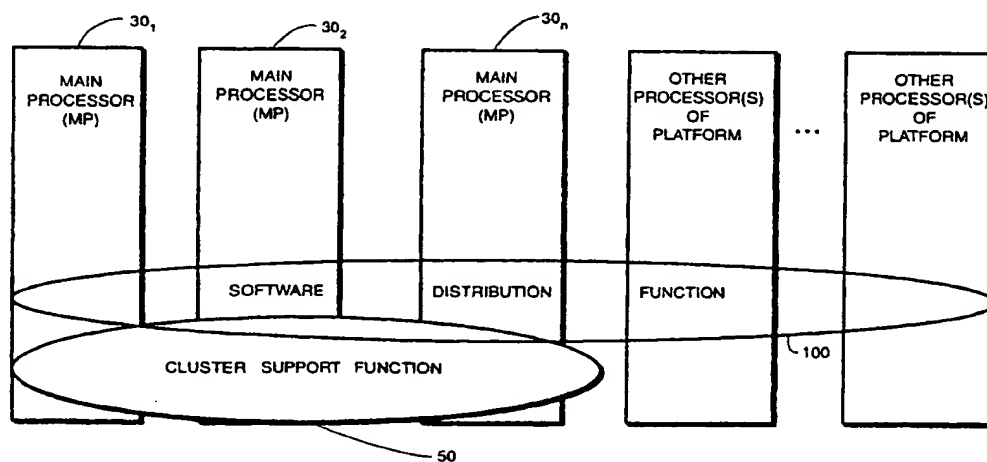 30₁
30₂
30ₙ
MAIN
PROCESSOR
(MP)
MAIN
PROCESSOR
(MP)
MAIN
PROCESSOR
(MP)
OTHER
PROCESSOR(S)
OF
PLATFORM
...
OTHER
PROCESSOR(S)
OF
PLATFORM
SOFTWARE DISTRIBUTION FUNCTION
100
CLUSTER SUPPORT FUNCTION
50